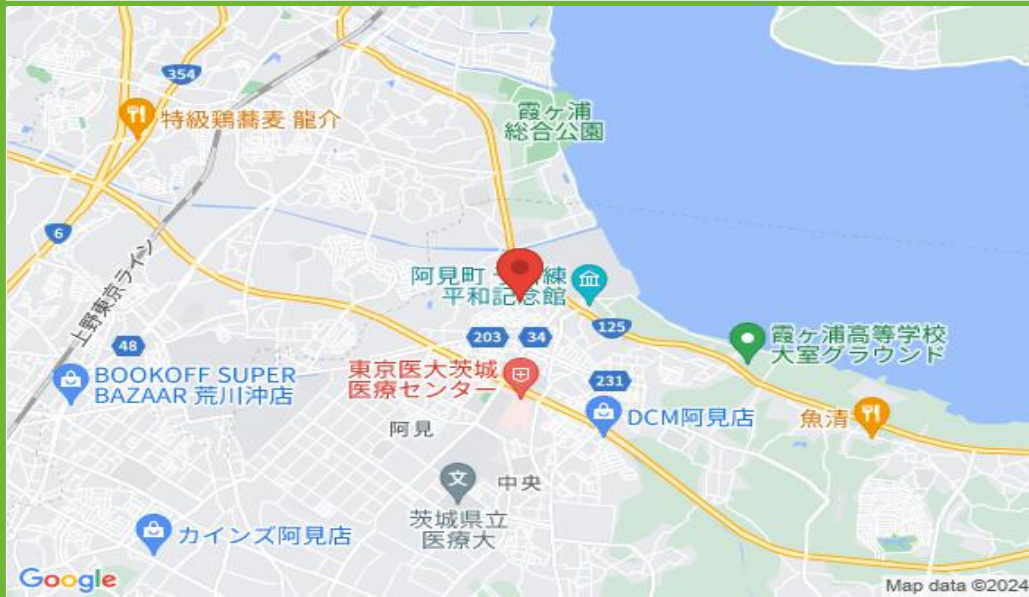 354
霞ヶ浦
総合公園
特級鶏蕎麦 龍介
6
上野東京ライン
阿見町
練
平和記念館
125
203
34
霞ヶ浦高等学校
大室グラウンド
48
BOOKOFF SUPER
BAZAAR 荒川沖店
東京医大茨城
医療センター
231
DCM阿見店
魚清
阿見
中央
茨城県立
医療大
カインズ阿見店
Google
Map data ©2024